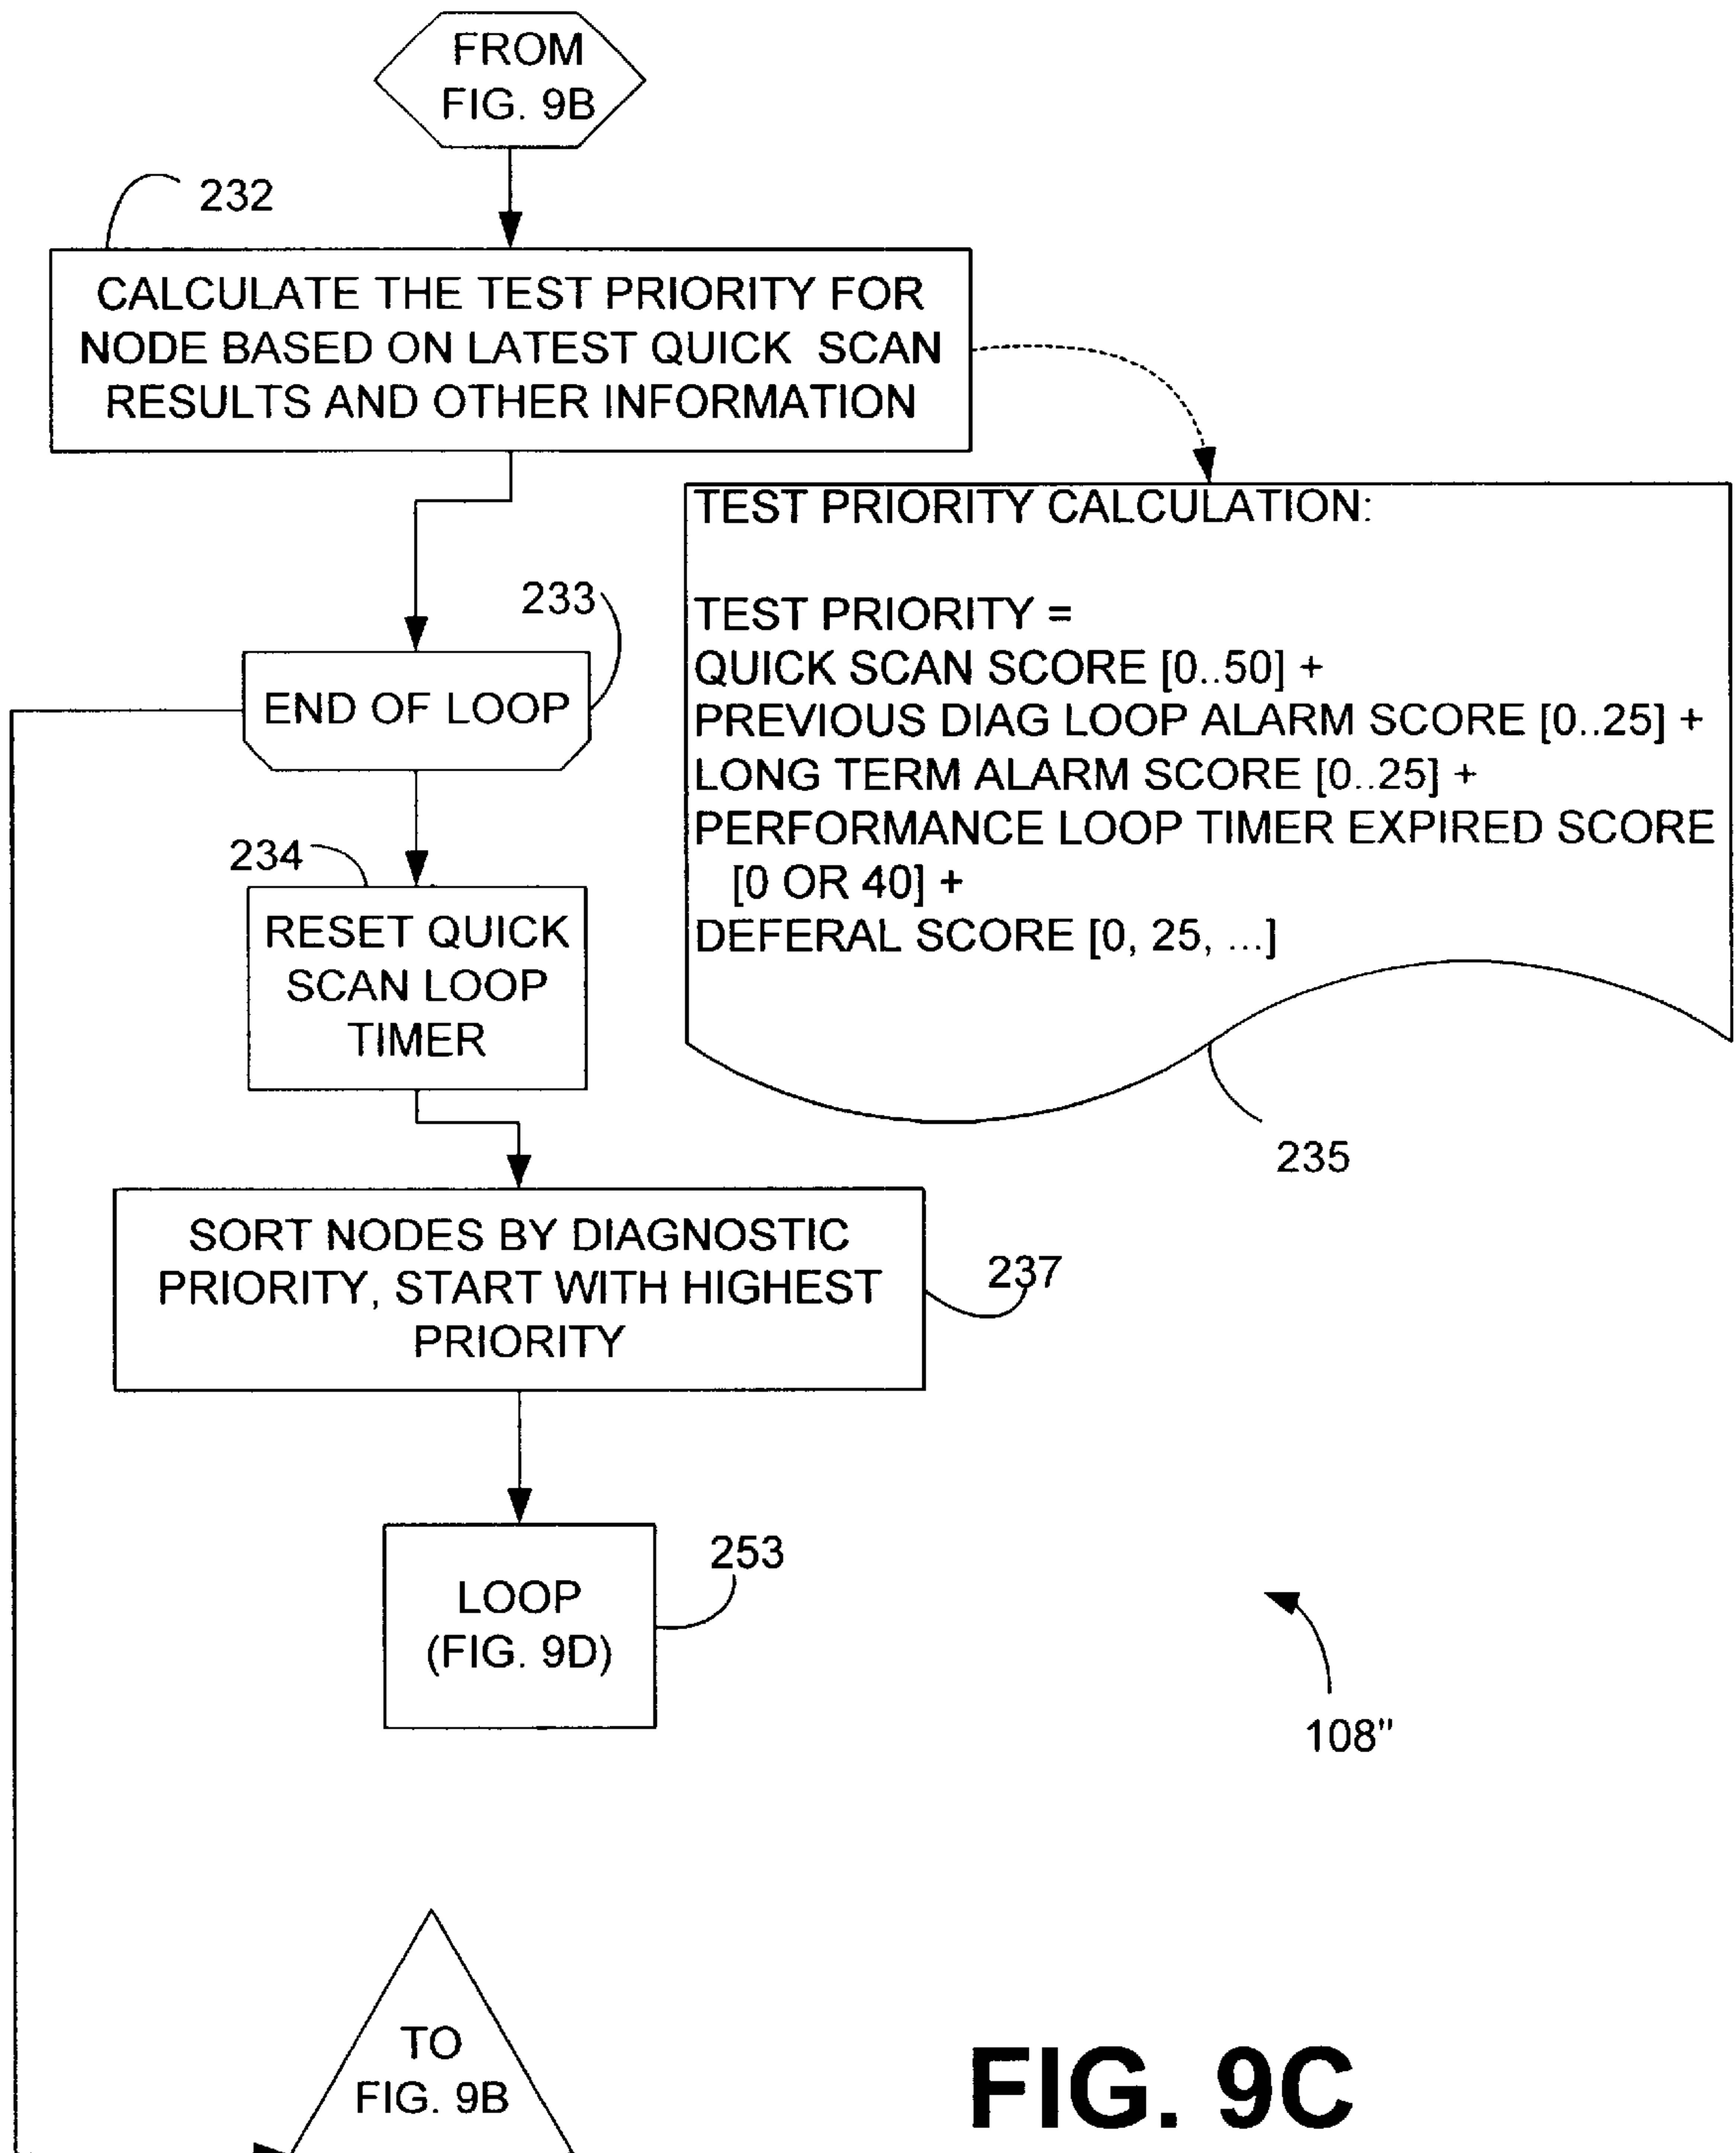 FROM
FIG. 9B
232
CALCULATE THE TEST PRIORITY FOR
NODE BASED ON LATEST QUICK SCAN
RESULTS AND OTHER INFORMATION
TEST PRIORITY CALCULATION:
TEST PRIORITY =
QUICK SCAN SCORE [0..50] +
PREVIOUS DIAG LOOP ALARM SCORE [0..25] +
LONG TERM ALARM SCORE [0..25] +
PERFORMANCE LOOP TIMER EXPIRED SCORE
[0 OR 40] +
DEFERAL SCORE [0, 25, ...]
235
233
END OF LOOP
234
RESET QUICK
SCAN LOOP
TIMER
SORT NODES BY DIAGNOSTIC
PRIORITY, START WITH HIGHEST
PRIORITY
237
LOOP
(FIG. 9D)
253
108"
TO
FIG. 9B
FIG. 9C